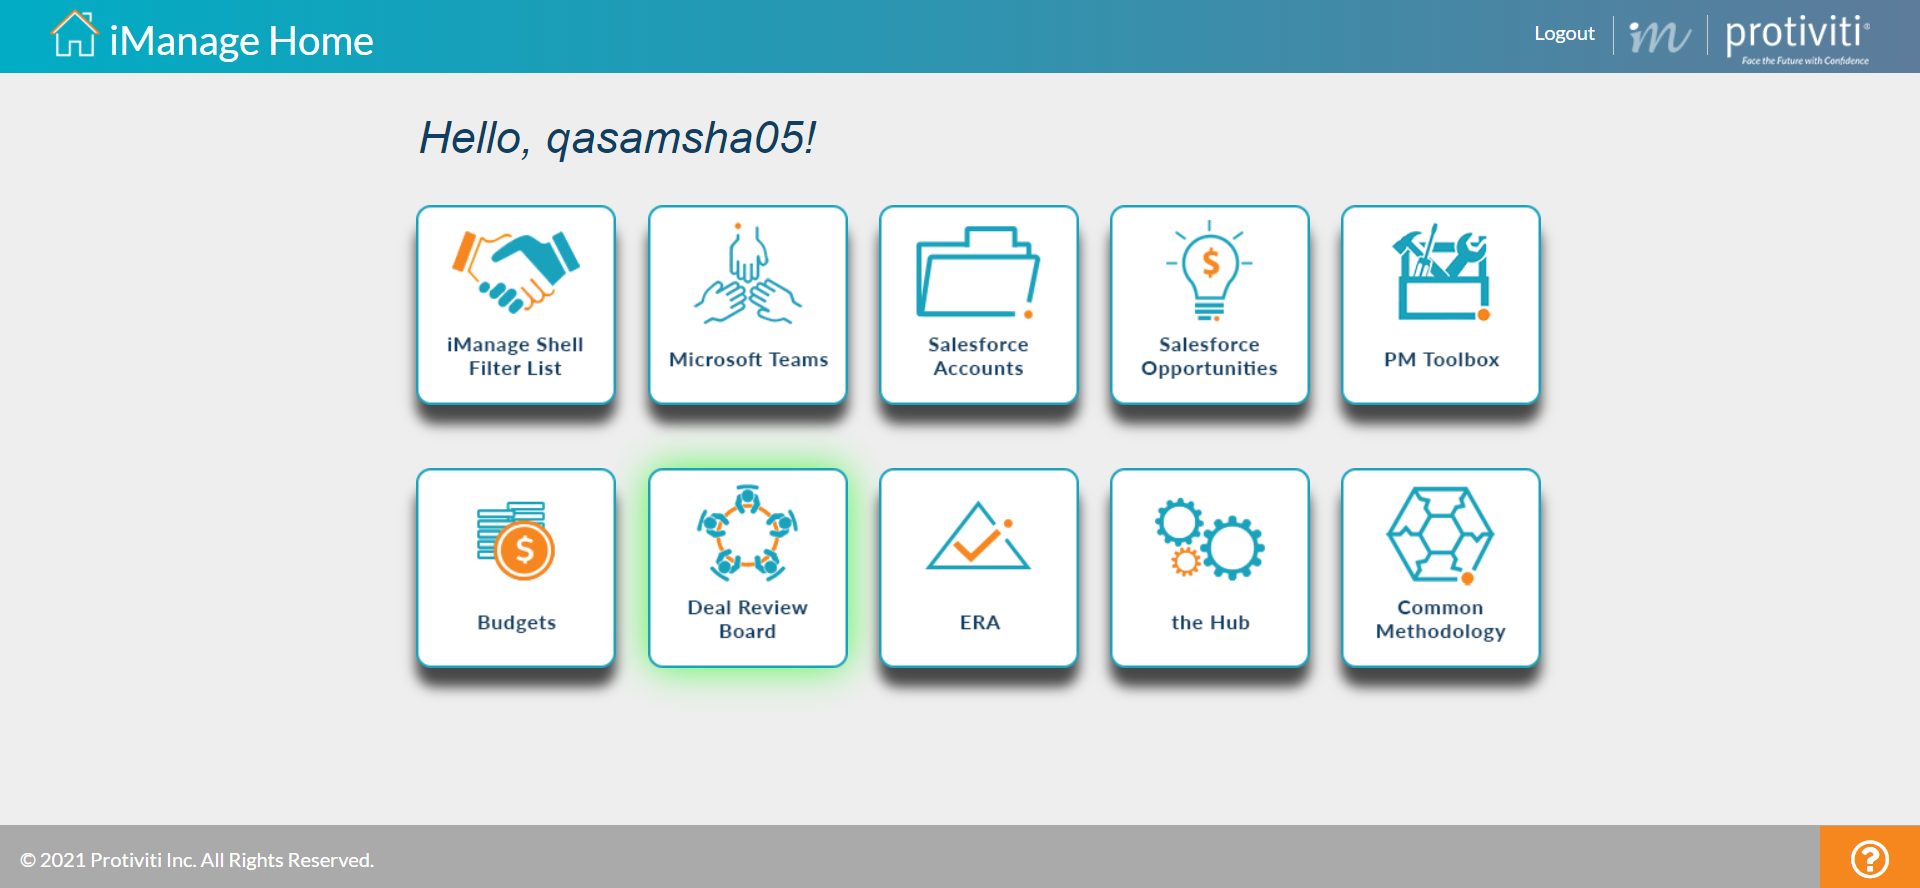 iManage Home
Logout
im
protiviti®
Face the Future with Confidence
Hello, qasamsha05!
iManage Shell
Filter List
Microsoft Teams
Salesforce
Accounts
$
Salesforce
Opportunities
PM Toolbox
$
Budgets
Deal Review
Board
ERA
the Hub
Common
Methodology
© 2021 Protiviti Inc. All Rights Reserved.
?